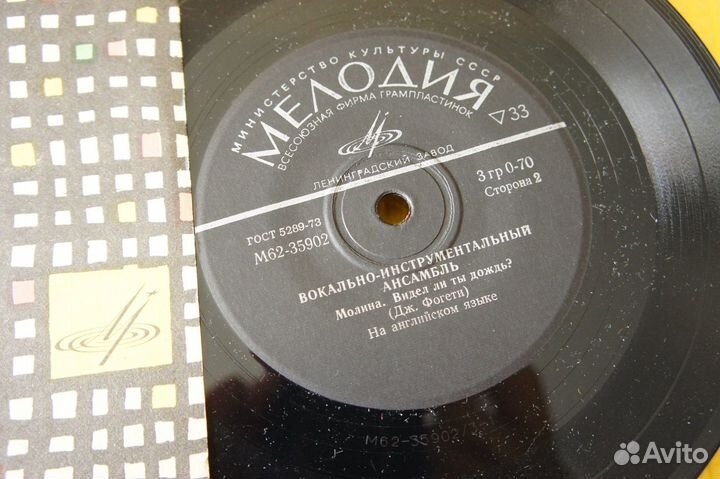 МИНИСТЕРСТВО КУЛЬТУРЫ СССР
МЕЛОДИЯ
ВСЕСОЮЗНАЯ ФИРМА ГРАМПЛАСТИНОК
▽33
ЛЕНИНГРАДСКИЙ ЗАВОД
ГОСТ 5289-73
М62-35902
3 гр 0-70
Сторона 2
ВОКАЛЬНО-ИНСТРУМЕНТАЛЬНЫЙ
АНСАМБЛЬ
Молина. Видел ли ты дождь?
(Дж. Фогети)
На английском языке
М62-35902/
Avito